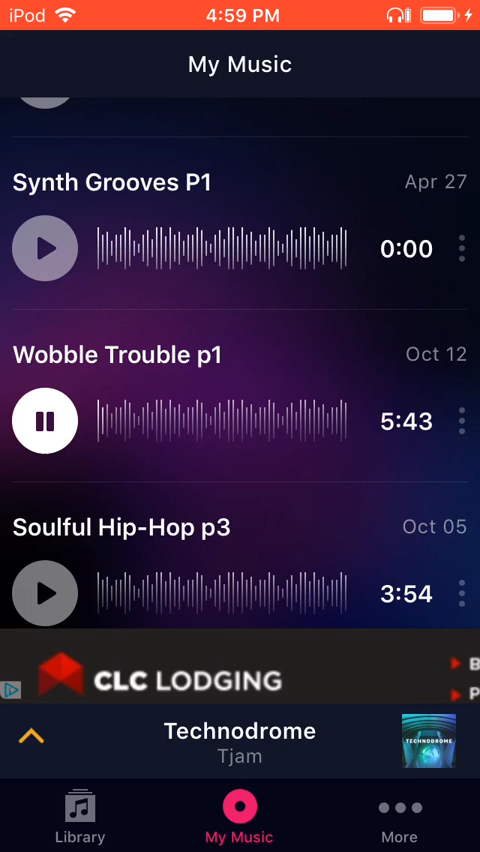 iPod 4:59 PM
My Music
Synth Grooves P1 Apr 27
0:00
Wobble Trouble p1 Oct 12
5:43
Soulful Hip-Hop p3 Oct 05
3:54
CLC LODGING
B
P
Technodrome
Tjam
TECHNODROME
Library My Music More